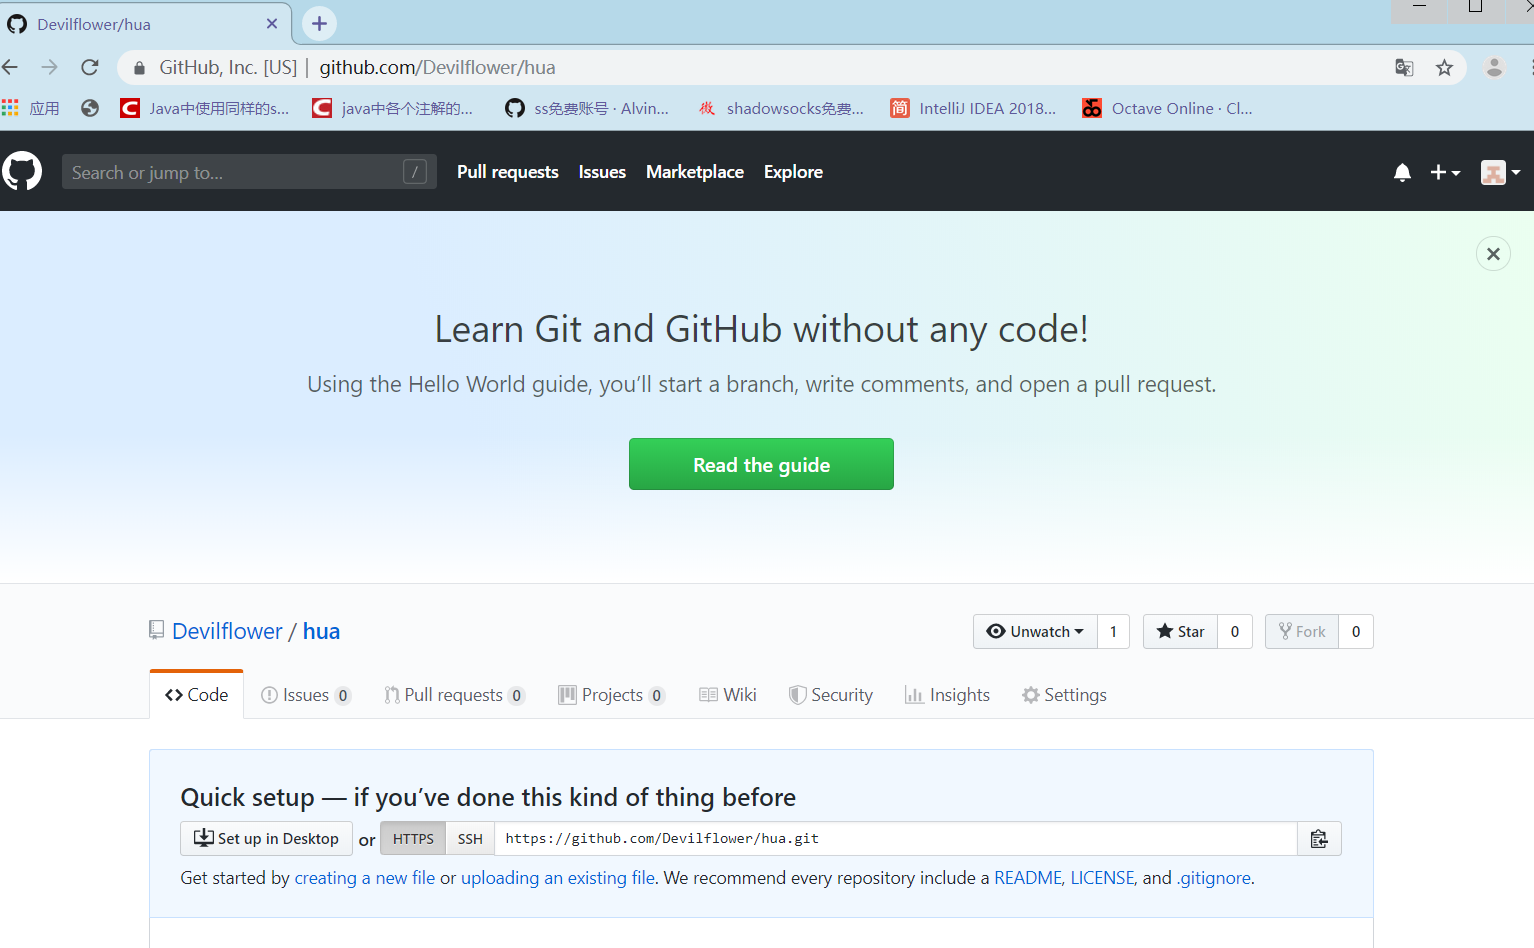 Devilflower/hua
GitHub, Inc. [US] | github.com/Devilflower/hua
应用 Java中使用同样的s... java中各个注解的... ss免费账号 · Alvin... 微 shadowsocks免费... 简 IntelliJ IDEA 2018... Octave Online · Cl...
Search or jump to... / Pull requests Issues Marketplace Explore
Learn Git and GitHub without any code!
Using the Hello World guide, you’ll start a branch, write comments, and open a pull request.
Read the guide
Devilflower / hua Unwatch 1 Star 0 Fork 0
Code Issues 0 Pull requests 0 Projects 0 Wiki Security Insights Settings
Quick setup — if you’ve done this kind of thing before
Set up in Desktop or HTTPS SSH https://github.com/Devilflower/hua.git
Get started by creating a new file or uploading an existing file. We recommend every repository include a README, LICENSE, and .gitignore.